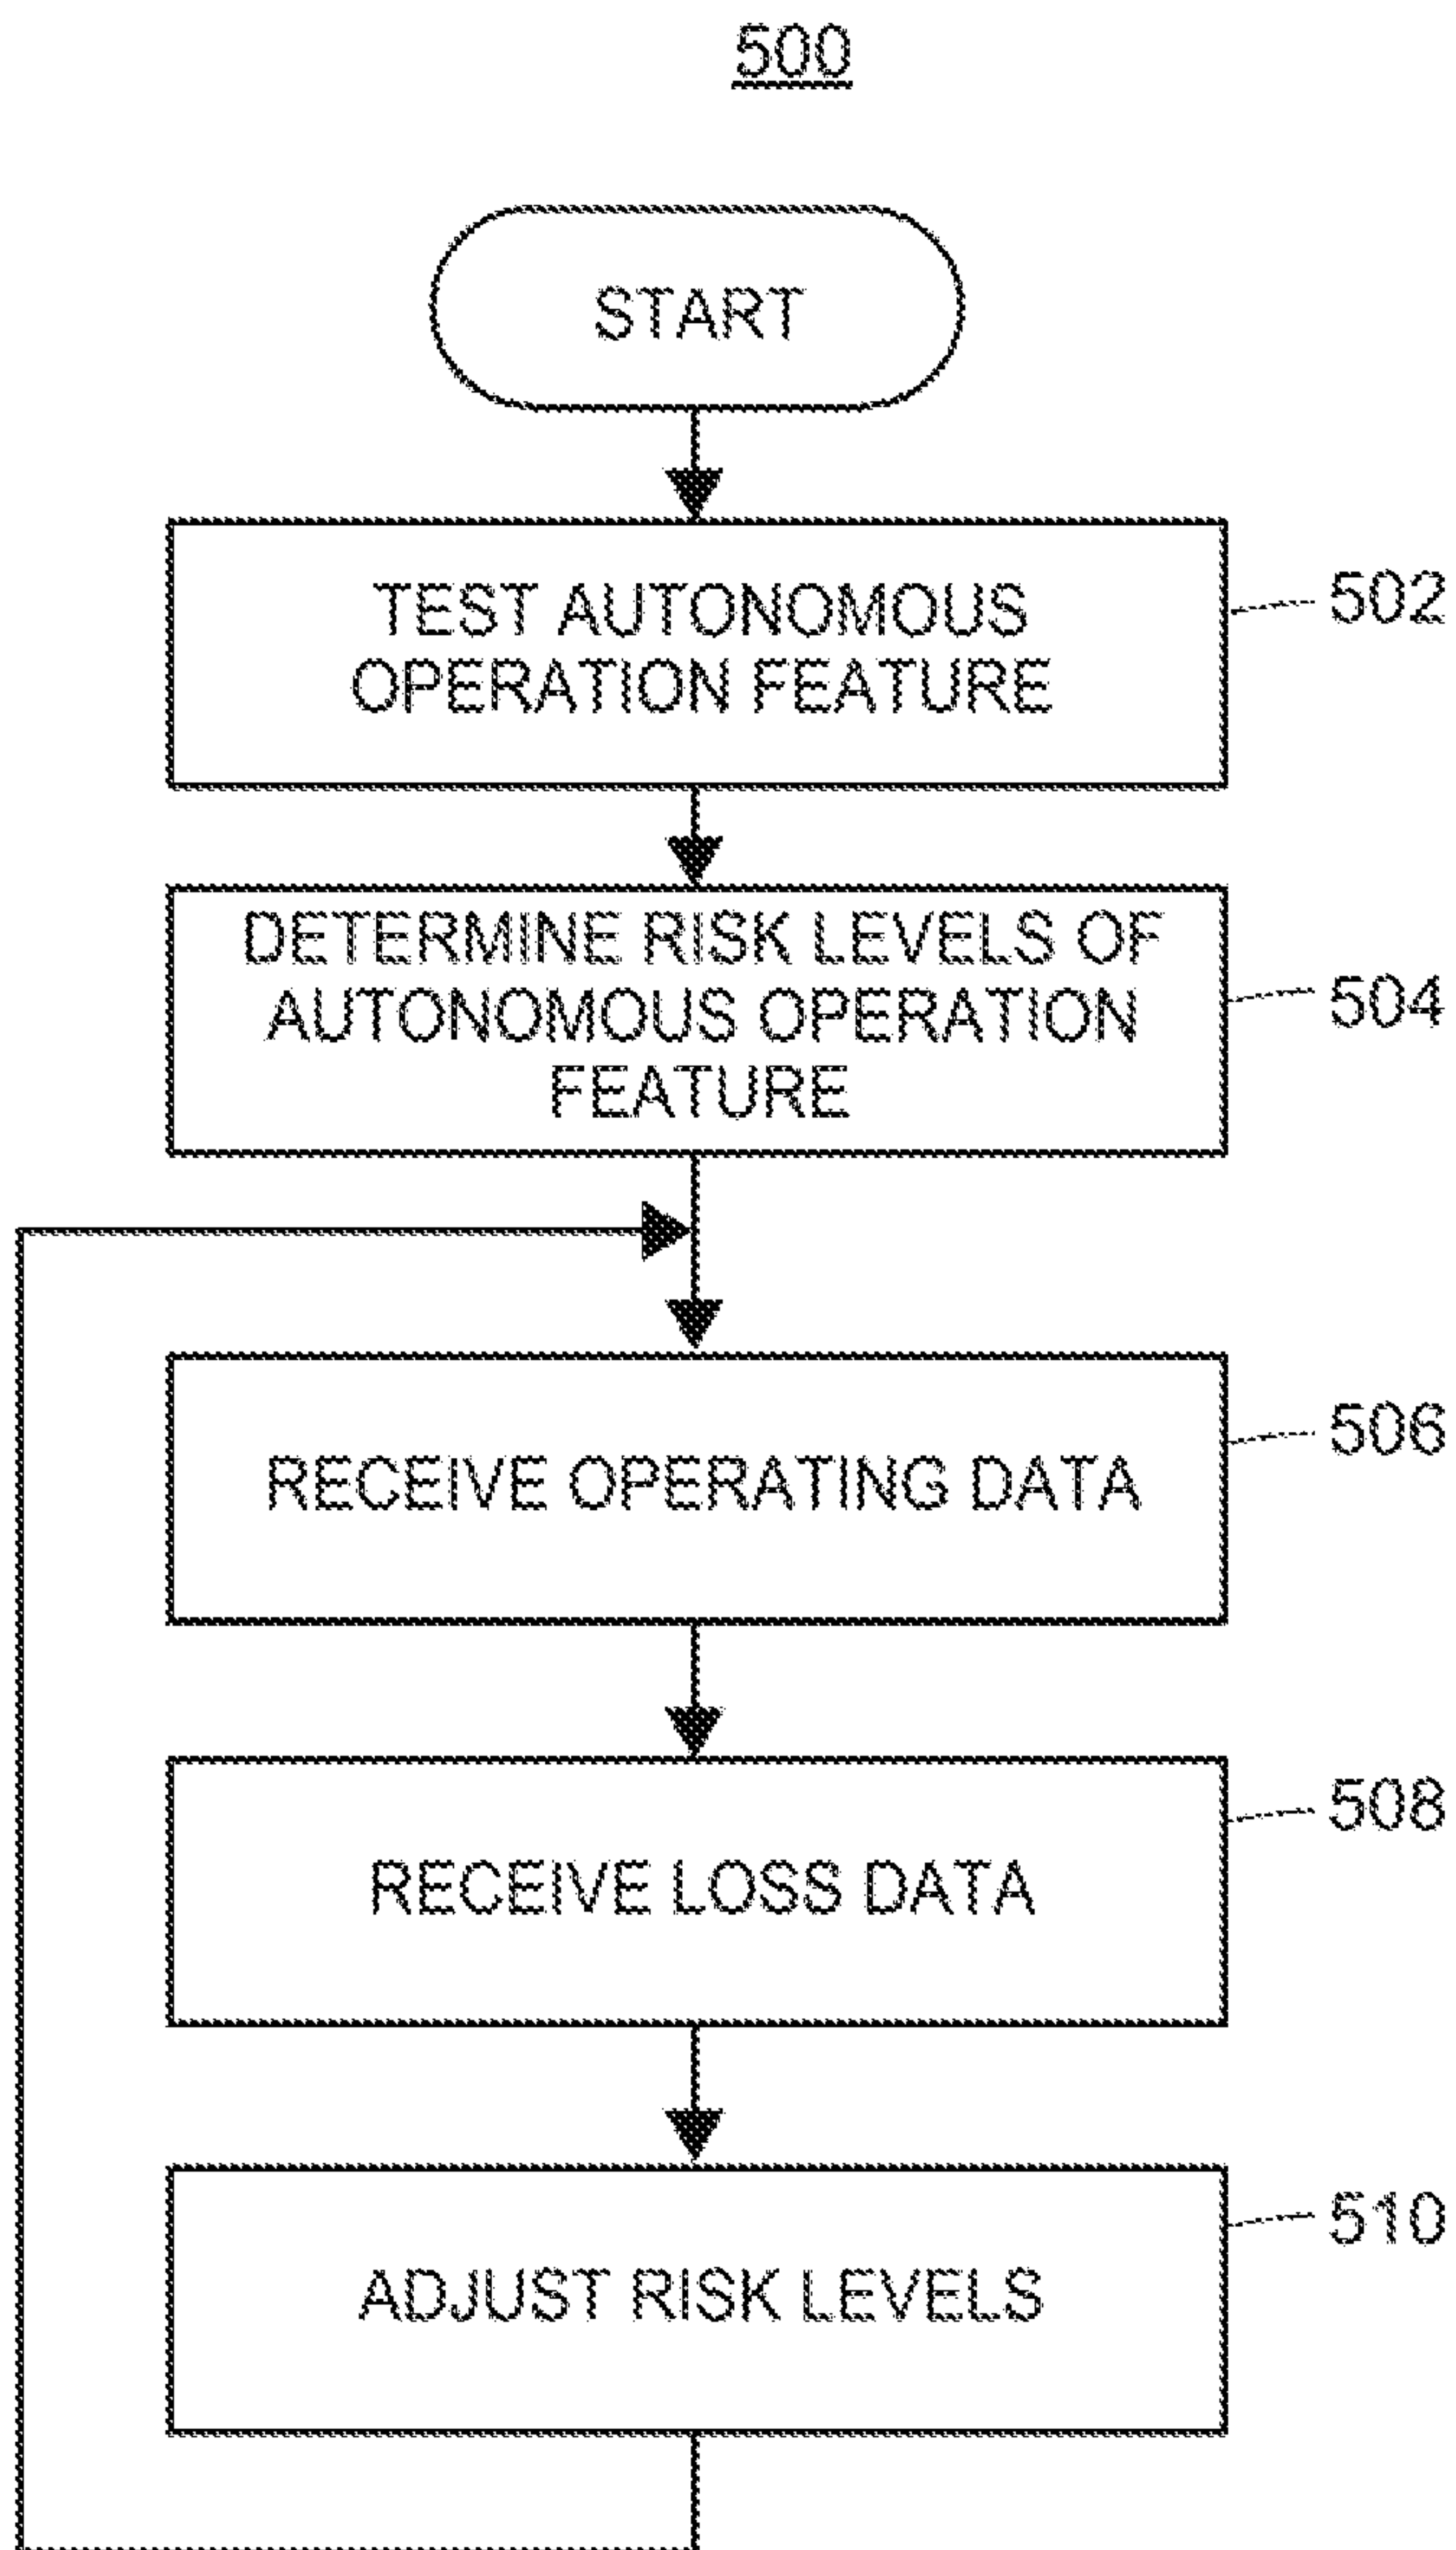 500
START
TEST AUTONOMOUS
OPERATION FEATURE
502
DETERMINE RISK LEVELS OF
AUTONOMOUS OPERATION
FEATURE
504
RECEIVE OPERATING DATA
506
RECEIVE LOSS DATA
508
ADJUST RISK LEVELS
510